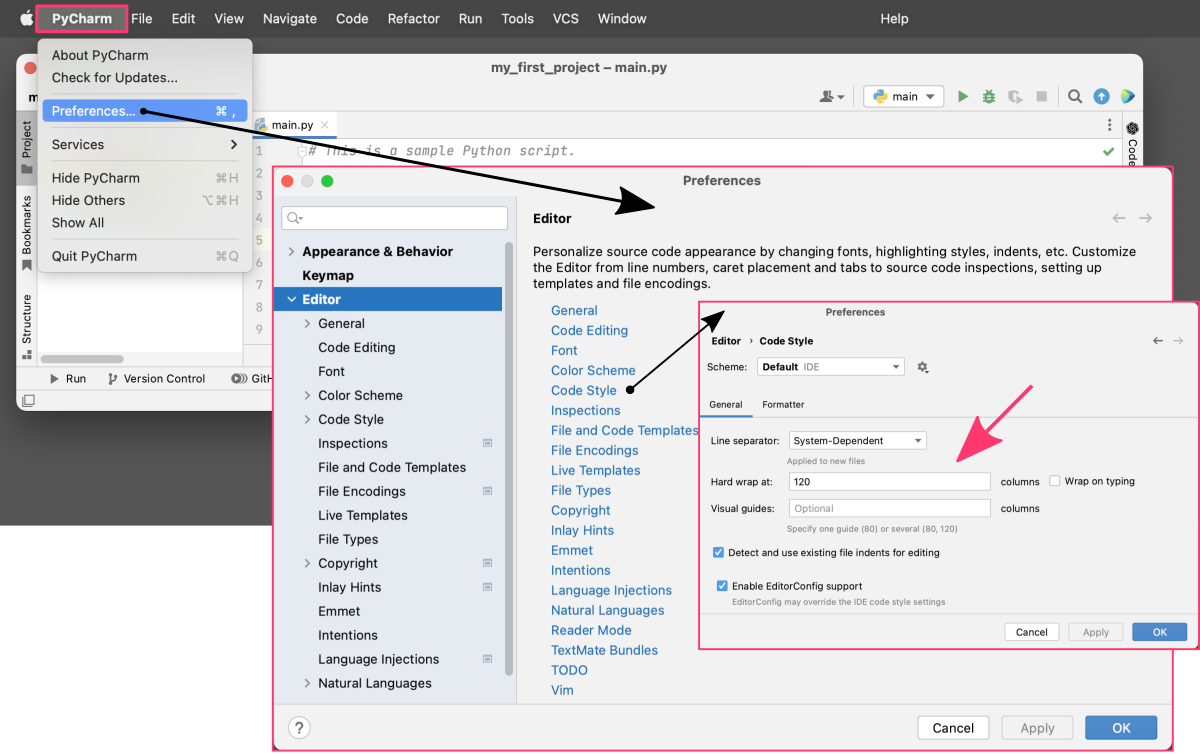 PyCharm File Edit View Navigate Code Refactor Run Tools VCS Window Help
About PyCharm
Check for Updates...
Preferences... ⌘ ,
Services
Hide PyCharm ⌘H
Hide Others ⌥⌘H
Show All
Quit PyCharm ⌘Q
my_first_project – main.py
m
main
Project
Bookmarks
Structure
main.py
1
2
3
4
5
6
7
8
9
# This is a sample Python script.
Code
Run Version Control GitH
Preferences
Appearance & Behavior
Keymap
Editor
General
Code Editing
Font
Color Scheme
Code Style
Inspections
File and Code Templates
File Encodings
Live Templates
File Types
Copyright
Inlay Hints
Emmet
Intentions
Language Injections
Natural Languages
Editor
Personalize source code appearance by changing fonts, highlighting styles, indents, etc. Customize
the Editor from line numbers, caret placement and tabs to source code inspections, setting up
templates and file encodings.
General
Code Editing
Font
Color Scheme
Code Style
Inspections
File and Code Templates
File Encodings
Live Templates
File Types
Copyright
Inlay Hints
Emmet
Intentions
Language Injections
Natural Languages
Reader Mode
TextMate Bundles
TODO
Vim
Preferences
Editor › Code Style
Scheme: Default IDE
General Formatter
Line separator: System-Dependent
Applied to new files
Hard wrap at: 120 columns Wrap on typing
Visual guides: Optional columns
Specify one guide (80) or several (80, 120)
Detect and use existing file indents for editing
Enable EditorConfig support
EditorConfig may override the IDE code style settings
Cancel Apply OK
? Cancel Apply OK